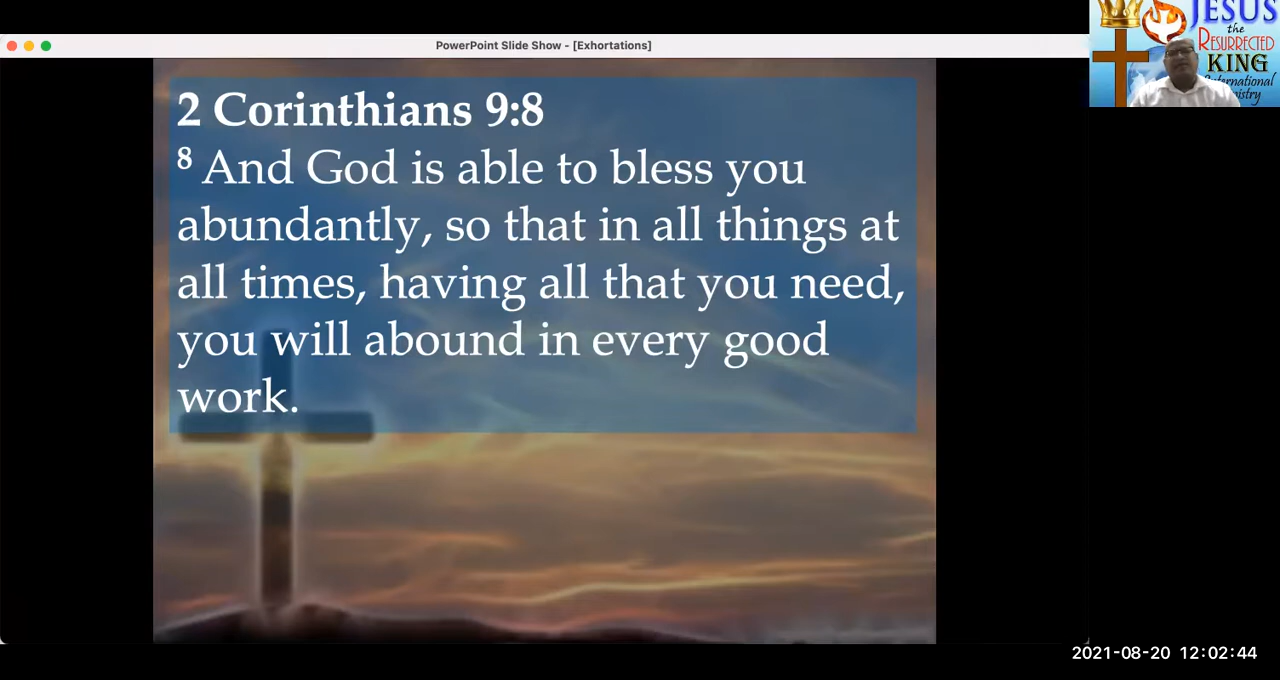 PowerPoint Slide Show - [Exhortations]
JESUS
the
RESURRECTED
KING
International
2 Corinthians 9:8
8 And God is able to bless you
abundantly, so that in all things at
all times, having all that you need,
you will abound in every good
work.
2021-08-20 12:02:44